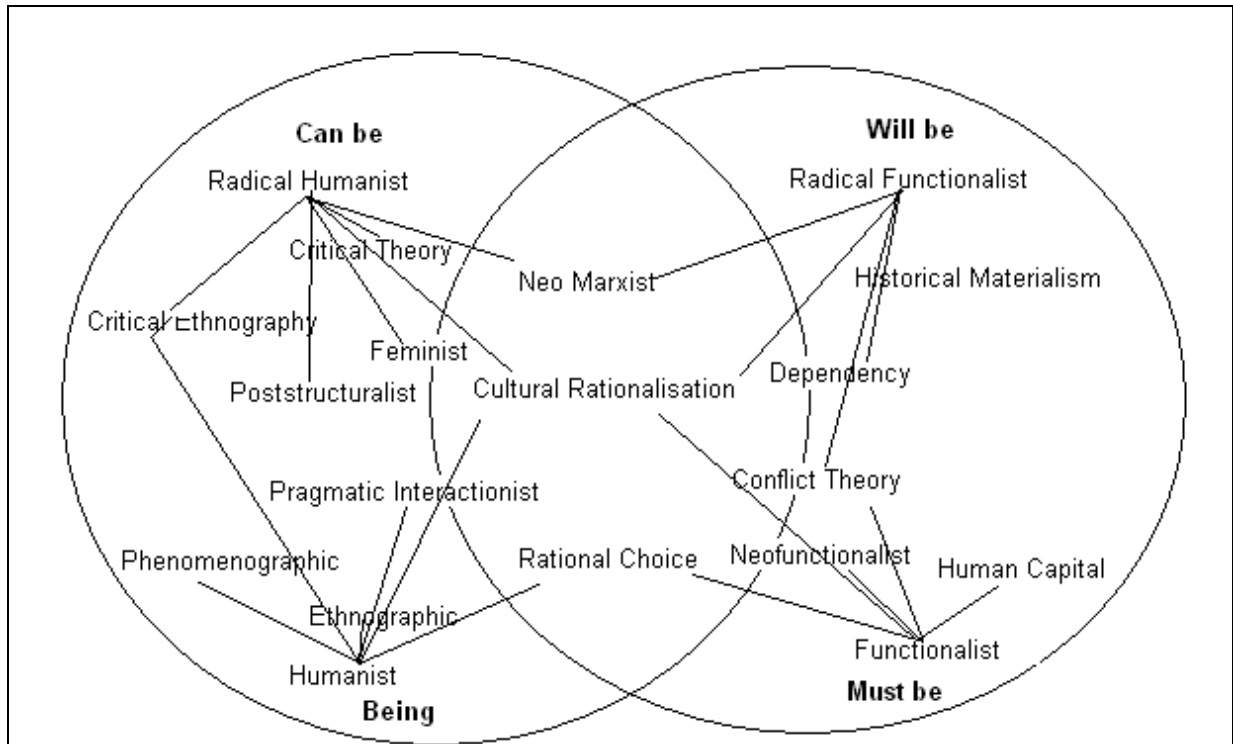 Can be
Will be
Radical Humanist
Radical Functionalist
Critical Theory
Neo Marxist
Historical Materialism
Critical Ethnography
Feminist
Dependency
Poststructuralist
Cultural Rationalisation
Conflict Theory
Pragmatic Interactionist
Phenomenographic
Rational Choice
Neofunctionalist
Human Capital
Ethnographic
Functionalist
Humanist
Must be
Being